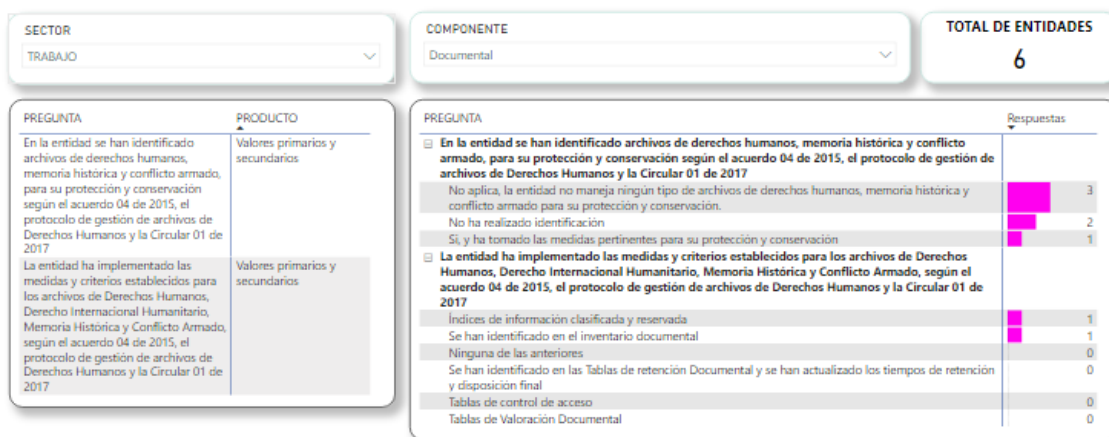 SECTOR
TRABAJO
COMPONENTE
Documental
TOTAL DE ENTIDADES
6
PREGUNTA
PRODUCTO
En la entidad se han identificado
archivos de derechos humanos,
memoria histórica y conflicto armado,
para su protección y conservación
según el acuerdo 04 de 2015, el
protocolo de gestión de archivos de
Derechos Humanos y la Circular 01 de
2017
Valores primarios y
secundarios
La entidad ha implementado las
medidas y criterios establecidos para
los archivos de Derechos Humanos,
Derecho Internacional Humanitario,
Memoria Histórica y Conflicto Armado,
según el acuerdo 04 de 2015, el
protocolo de gestión de archivos de
Derechos Humanos y la Circular 01 de
2017
Valores primarios y
secundarios
PREGUNTA
Respuestas
En la entidad se han identificado archivos de derechos humanos, memoria histórica y conflicto
armado, para su protección y conservación según el acuerdo 04 de 2015, el protocolo de gestión de
archivos de Derechos Humanos y la Circular 01 de 2017
No aplica, la entidad no maneja ningún tipo de archivos de derechos humanos, memoria histórica y
conflicto armado para su protección y conservación.
3
No ha realizado identificación
2
Si, y ha tomado las medidas pertinentes para su protección y conservación
1
La entidad ha implementado las medidas y criterios establecidos para los archivos de Derechos
Humanos, Derecho Internacional Humanitario, Memoria Histórica y Conflicto Armado, según el
acuerdo 04 de 2015, el protocolo de gestión de archivos de Derechos Humanos y la Circular 01 de
2017
Índices de información clasificada y reservada
1
Se han identificado en el inventario documental
1
Ninguna de las anteriores
0
Se han identificado en las Tablas de retención Documental y se han actualizado los tiempos de retención
y disposición final
0
Tablas de control de acceso
0
Tablas de Valoración Documental
0